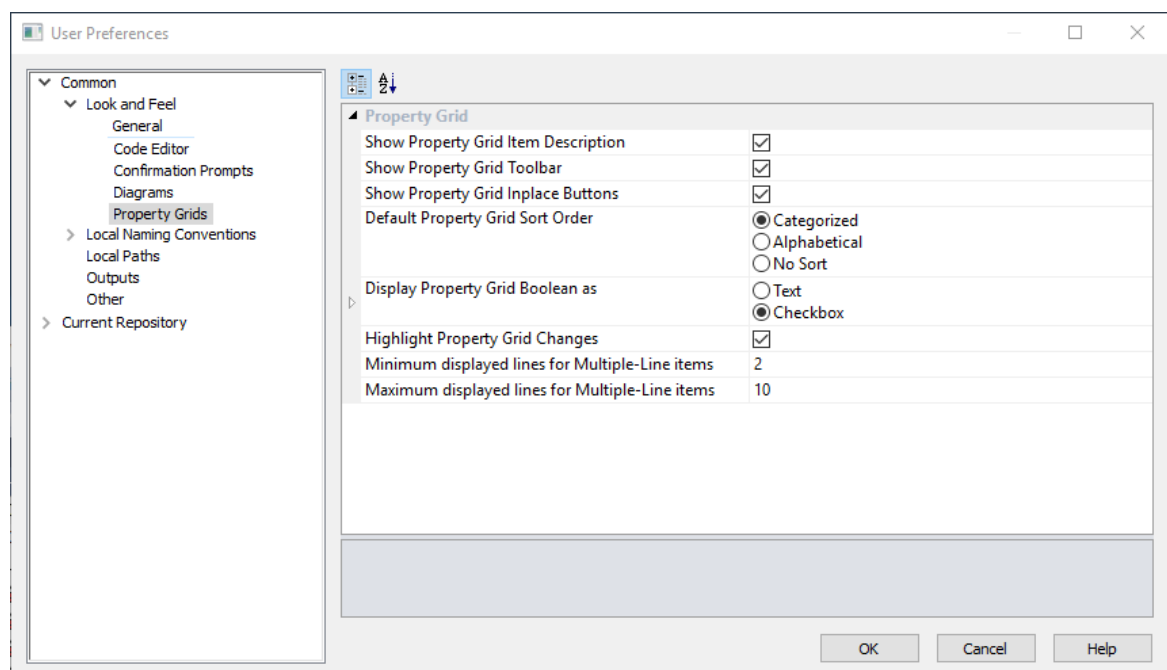 User Preferences
Common
Look and Feel
General
Code Editor
Confirmation Prompts
Diagrams
Property Grids
Local Naming Conventions
Local Paths
Outputs
Other
Current Repository
A
Z
Property Grid
Show Property Grid Item Description
Show Property Grid Toolbar
Show Property Grid Inplace Buttons
Default Property Grid Sort Order
Categorized
Alphabetical
No Sort
Display Property Grid Boolean as
Text
Checkbox
Highlight Property Grid Changes
Minimum displayed lines for Multiple-Line items 2
Maximum displayed lines for Multiple-Line items 10
OK Cancel Help